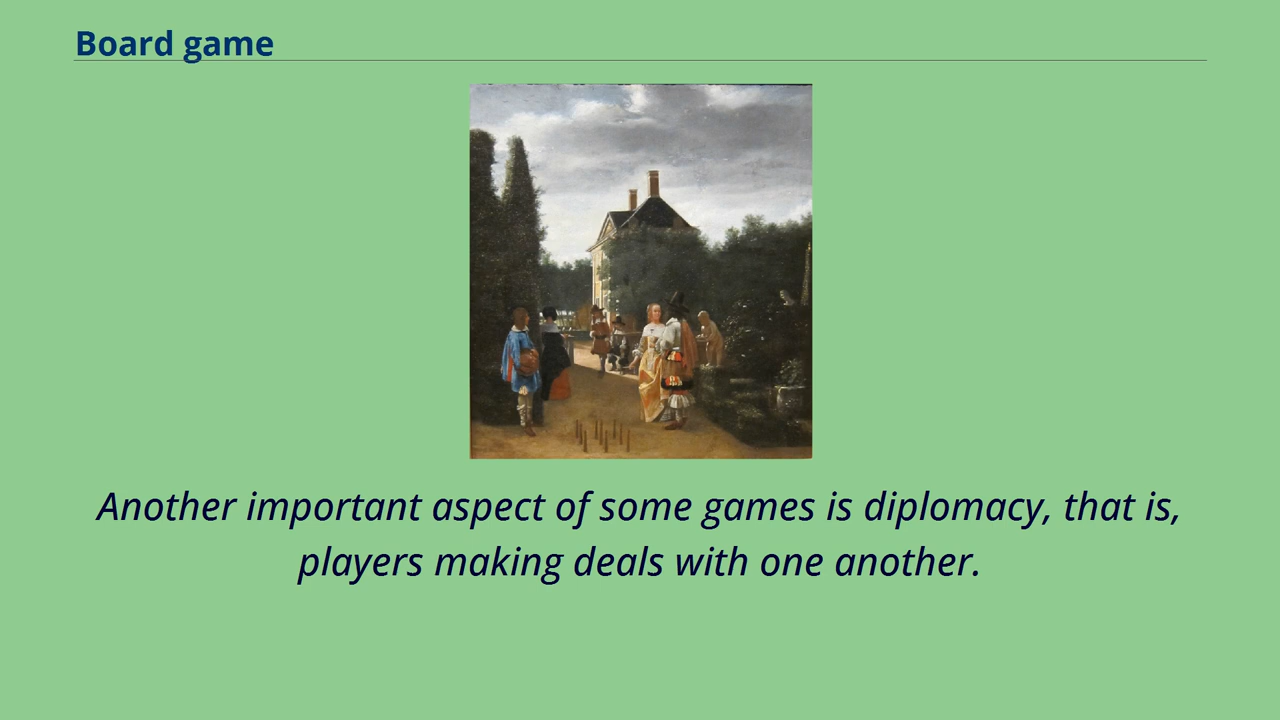 Board game
Another important aspect of some games is diplomacy, that is,
players making deals with one another.